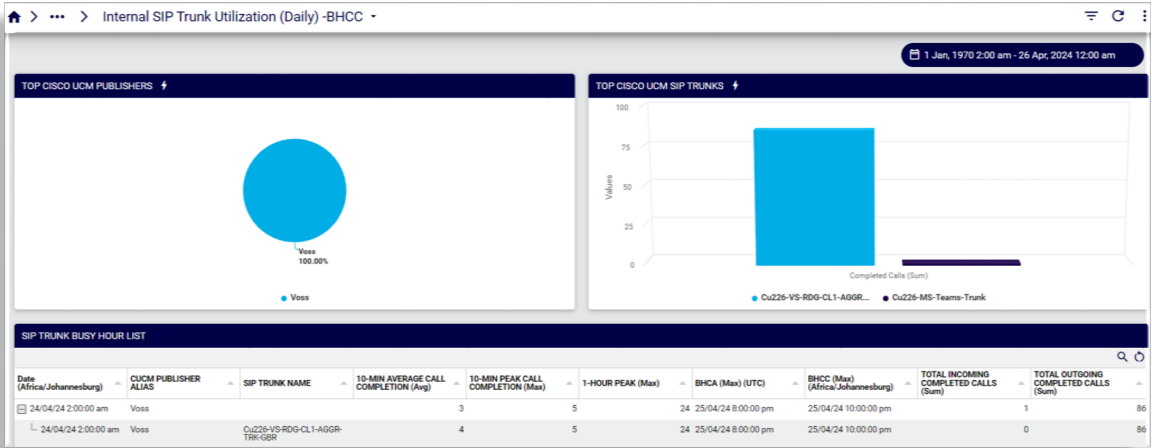 Internal SIP Trunk Utilization (Daily) -BHCC
1 Jan, 1970 2:00 am - 26 Apr, 2024 12:00 am
TOP CISCO UCM PUBLISHERS
Voss
100.00%
Voss
TOP CISCO UCM SIP TRUNKS
100
75
50
25
0
Values
Completed Calls (Sum)
Cu226-VS-RDG-CL1-AGGR... Cu226-MS-Teams-Trunk
SIP TRUNK BUSY HOUR LIST
Date (Africa/Johannesburg) CUCM PUBLISHER ALIAS SIP TRUNK NAME 10-MIN AVERAGE CALL COMPLETION (Avg) 10-MIN PEAK CALL COMPLETION (Max) 1-HOUR PEAK (Max) BHCA (Max) (UTC) BHCC (Max) (Africa/Johannesburg) TOTAL INCOMING COMPLETED CALLS (Sum) TOTAL OUTGOING COMPLETED CALLS (Sum)
24/04/24 2:00:00 am Voss 3 5 24 25/04/24 8:00:00 pm 25/04/24 10:00:00 pm 1 86
24/04/24 2:00:00 am Voss Cu226-VS-RDG-CL1-AGGR-TRK-GBR 4 5 24 25/04/24 8:00:00 pm 25/04/24 10:00:00 pm 0 86